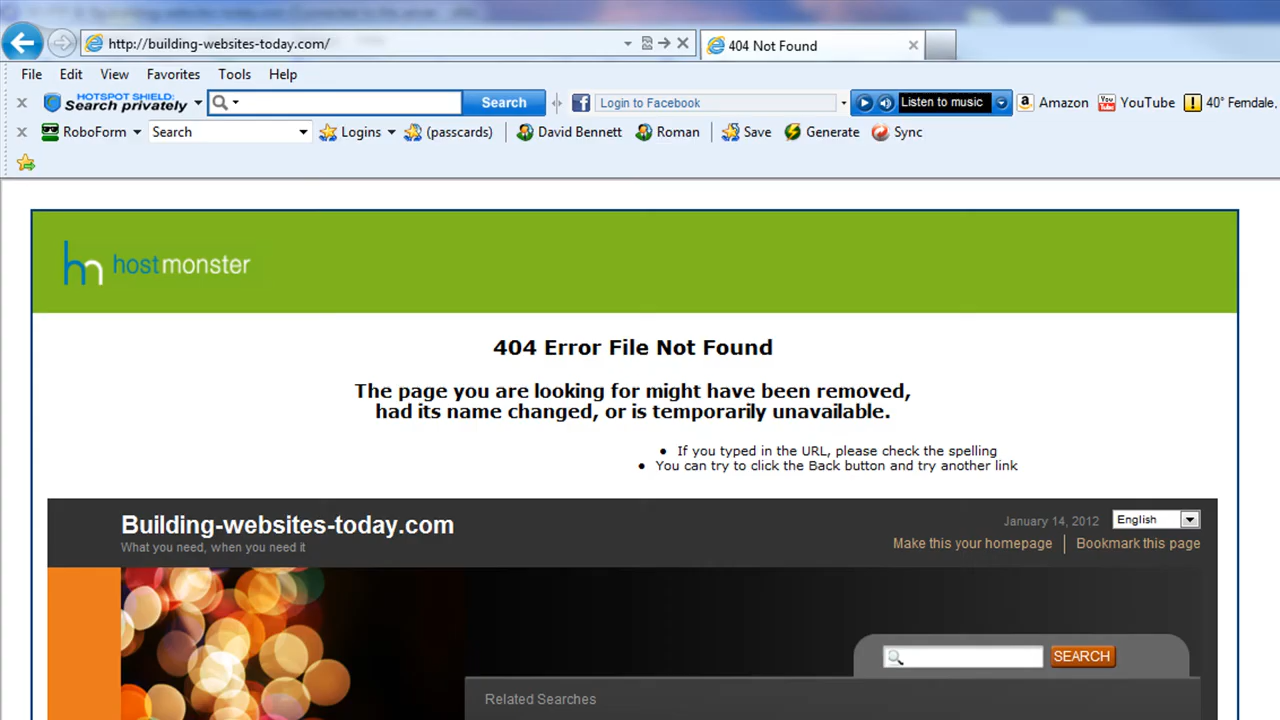 http://building-websites-today.com/
404 Not Found
File Edit View Favorites Tools Help
HOTSPOT SHIELD:
Search privately
Search
Login to Facebook
Listen to music
Amazon
You Tube
YouTube
40° Ferndale,
RoboForm
Search
Logins
(passcards)
David Bennett
Roman
Save
Generate
Sync
hn hostmonster
404 Error File Not Found
The page you are looking for might have been removed,
had its name changed, or is temporarily unavailable.
• If you typed in the URL, please check the spelling
• You can try to click the Back button and try another link
Building-websites-today.com
What you need, when you need it
January 14, 2012
English
Make this your homepage | Bookmark this page
SEARCH
Related Searches